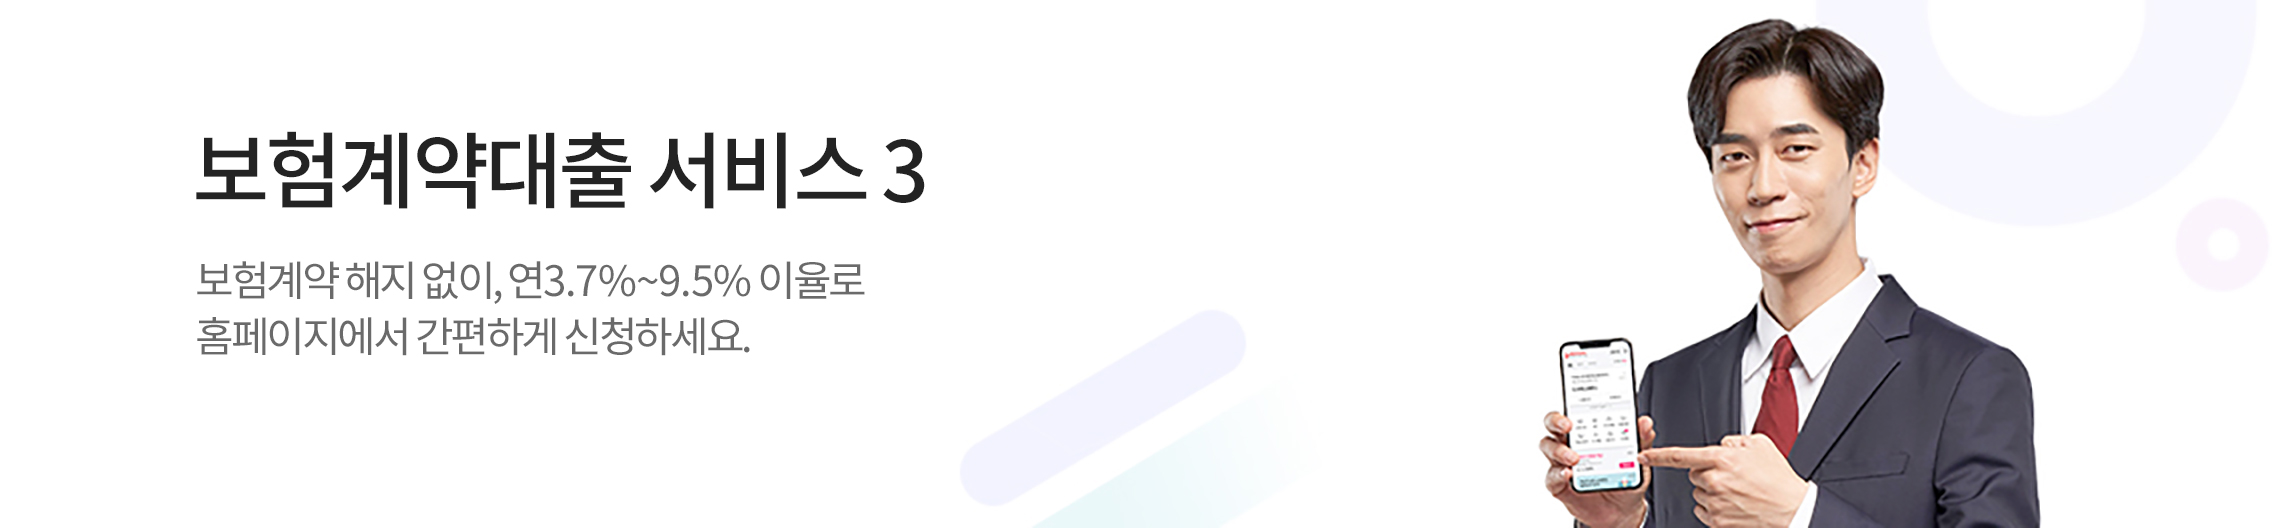 보험계약대출 서비스 3
보험계약 해지 없이, 연3.7%~9.5% 이율로
홈페이지에서 간편하게 신청하세요.